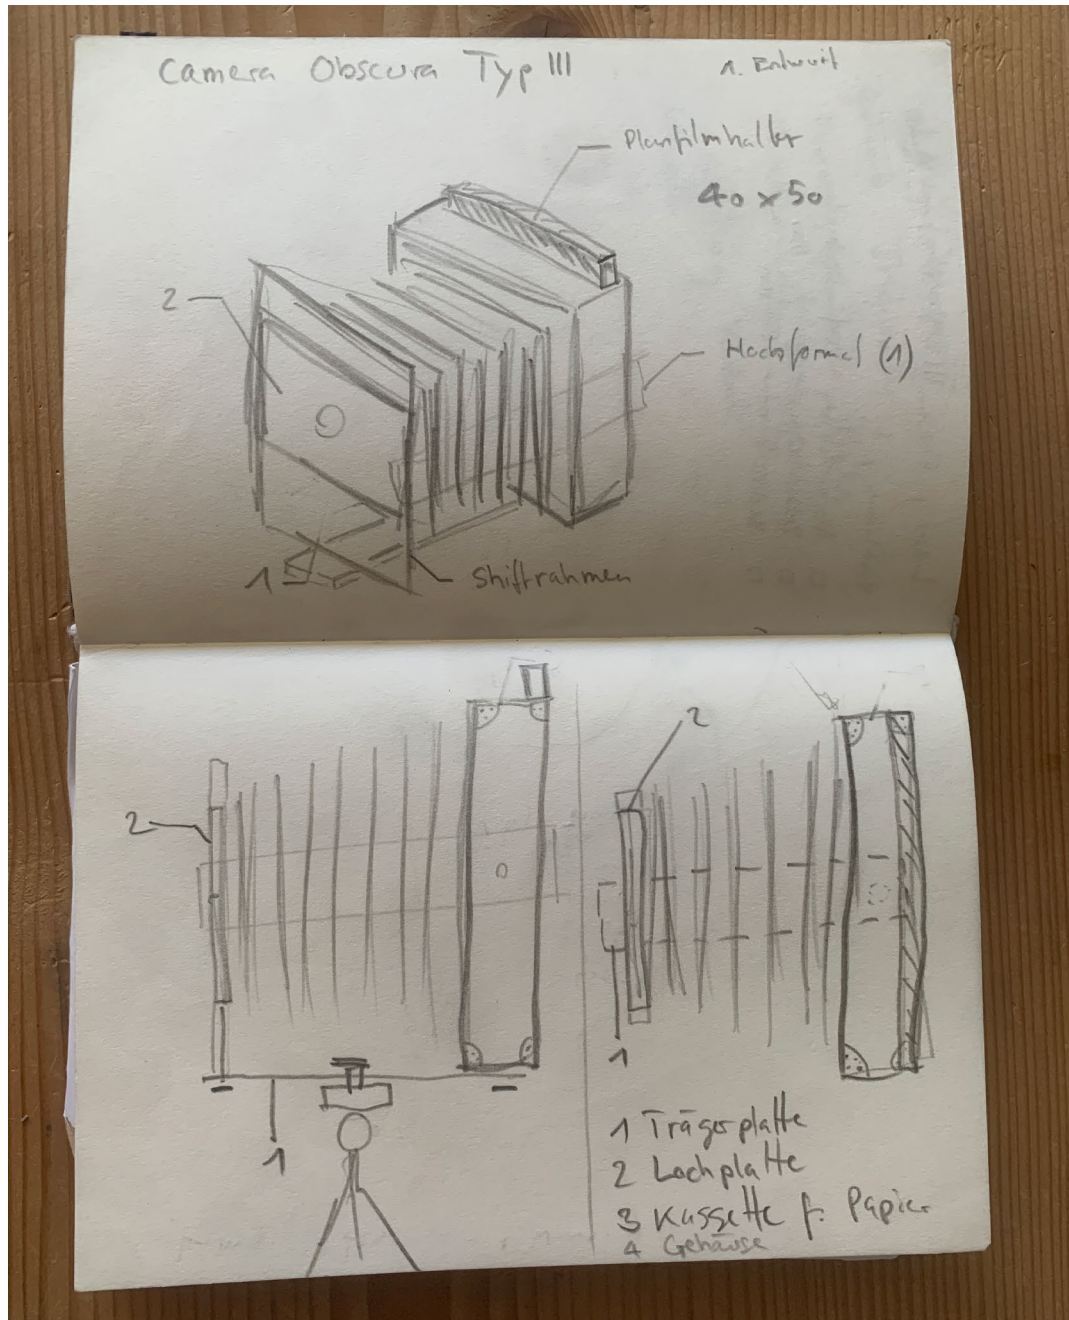 Camera Obscura Typ III
1. Entwurf
Planfilmhalter
40 x 50
2
Hochformat (1)
1
Shiftrahmen
2
2
1
1
1 Trägerplatte
2 Lochplatte
3 Kassette f. Papier
4 Gehäuse